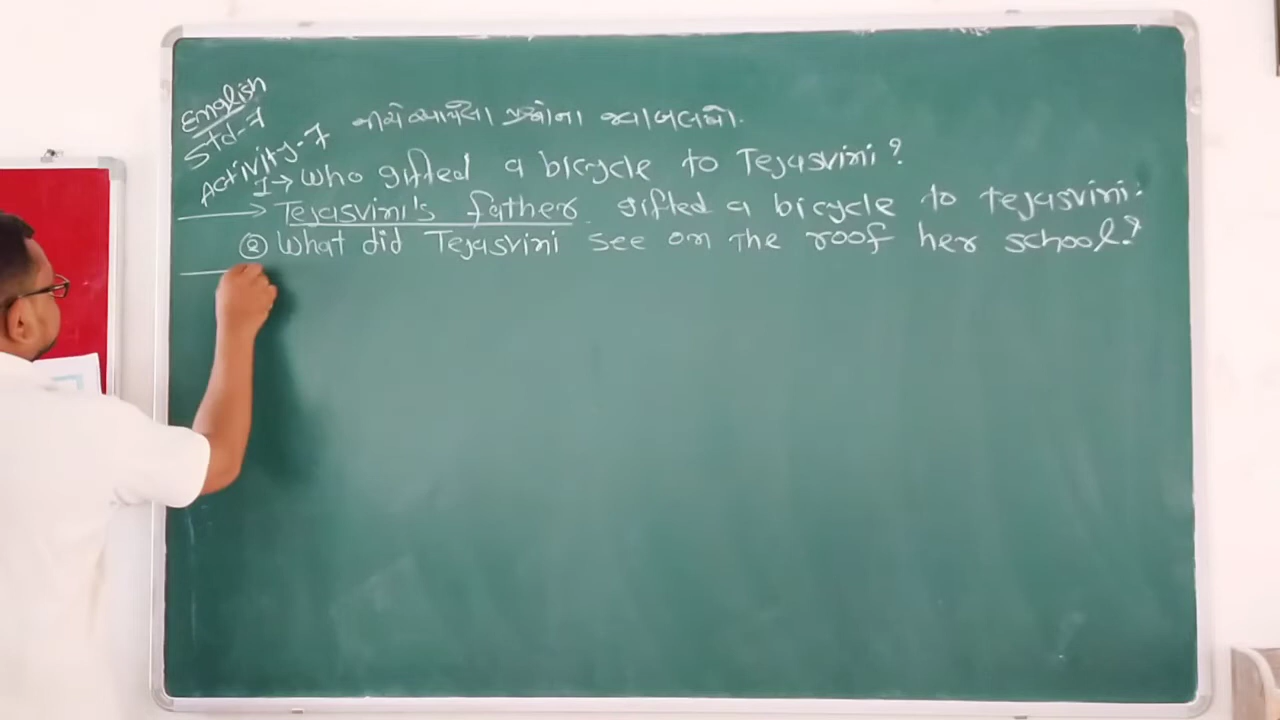 English
Std-7
Activity-7
નીચે આપેલા પ્રશ્નોના જવાબ લખો.
1→ Who gifted a bicycle to Tejasvini?
→ Tejasvini's father gifted a bicycle to tejasvini.
② What did Tejasvini see on the roof her school?